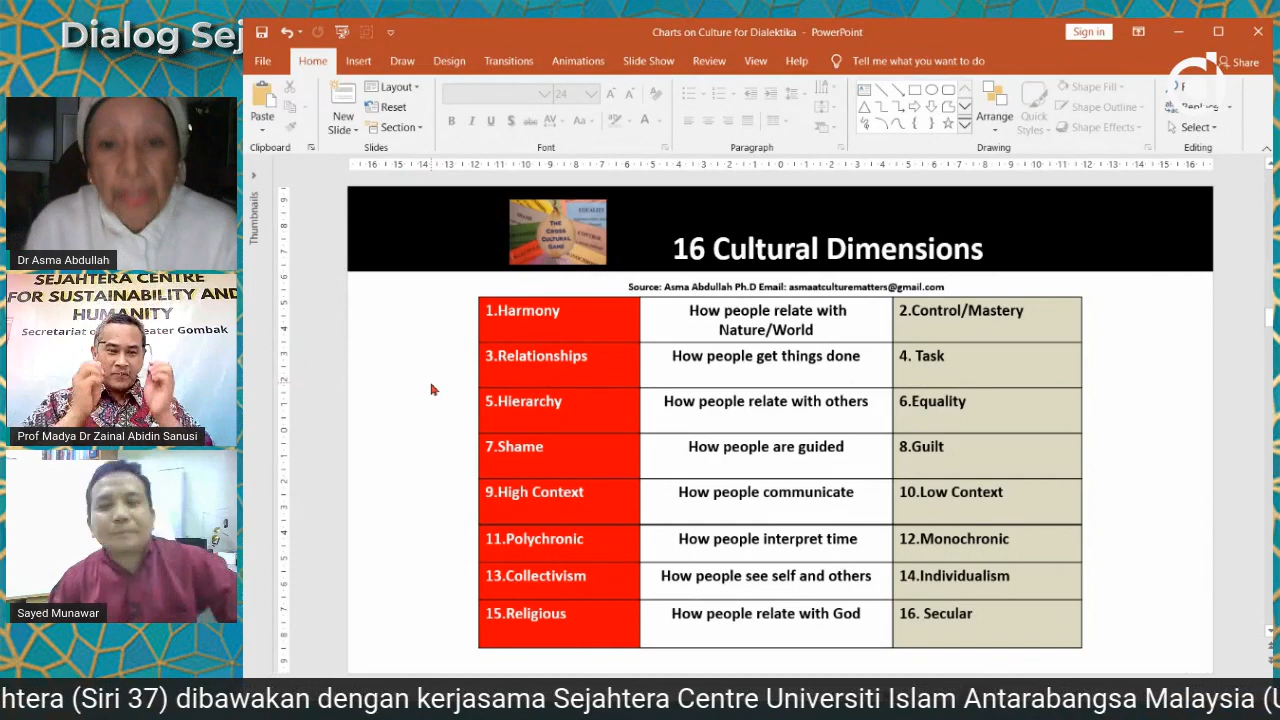 Dialog Sej
Charts on Culture for Dialektika - PowerPoint
Sign in
File
Home
Insert
Draw
Design
Transitions
Animations
Slide Show
Review
View
Help
Tell me what you want to do
Share
Paste
New
Slide
Layout
Reset
Section
24
Arrange
Quick
Styles
Shape Fill
Shape Outline
Shape Effects
Replace
Select
Clipboard
Slides
Font
Paragraph
Drawing
Editing
Thumbnails
Dr Asma Abdullah
SEJAHTERA CENTRE
FOR SUSTAINABILITY AND
HUMANITY
Prof Madya Dr Zainal Abidin Sanusi
Sayed Munawar
THE
CROSS
CULTURAL
GAME
16 Cultural Dimensions
Source: Asma Abdullah Ph.D Email: asmaatculturematters@gmail.com
1.Harmony
How people relate with
Nature/World
2.Control/Mastery
3.Relationships
How people get things done
4. Task
5.Hierarchy
How people relate with others
6.Equality
7.Shame
How people are guided
8.Guilt
9.High Context
How people communicate
10.Low Context
11.Polychronic
How people interpret time
12.Monochronic
13.Collectivism
How people see self and others
14.Individualism
15.Religious
How people relate with God
16. Secular
htera (Siri 37) dibawakan dengan kerjasama Sejahtera Centre Universiti Islam Antarabangsa Malaysia (U